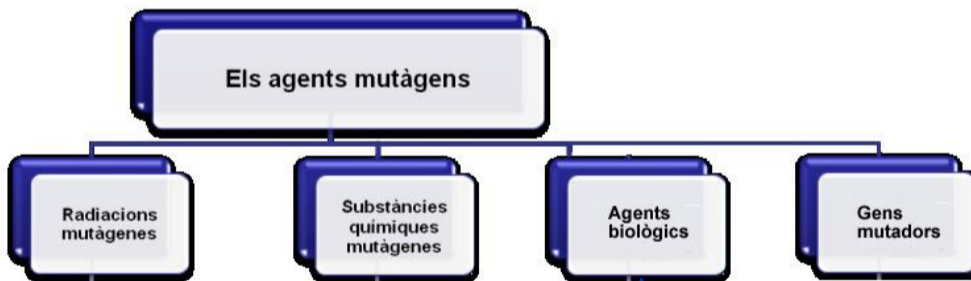 Els agents mutàgens
Radiacions
mutàgenes
Substàncies
químiques
mutàgenes
Agents
biològics
Gens
mutadors